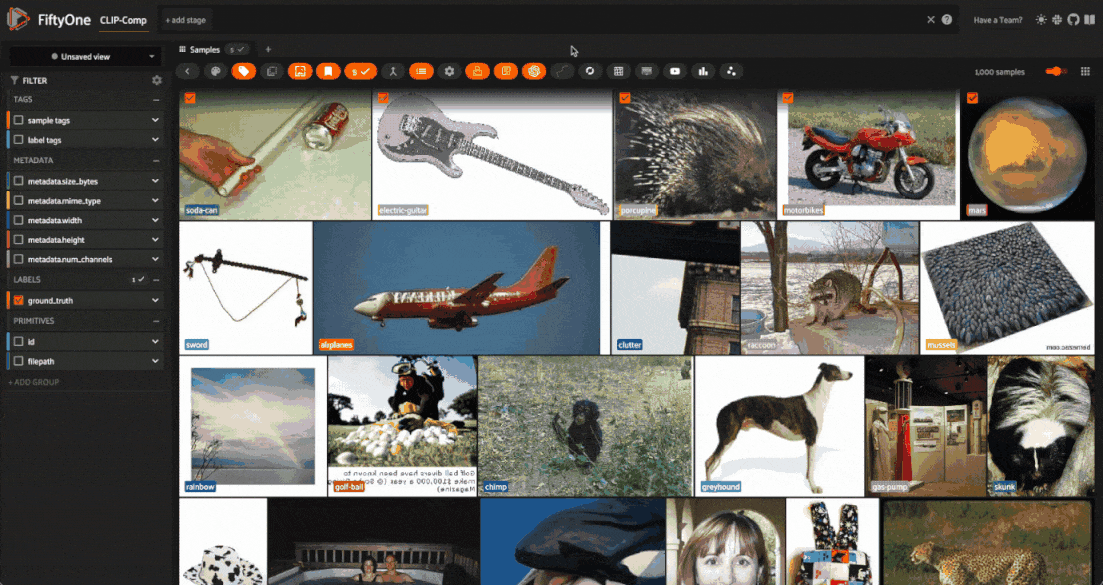 FiftyOne
CLIP-Comp
+ add stage
Have a Team?
Unsaved view
Samples
5
+
FILTER
5
1,000 samples
TAGS
sample tags
label tags
METADATA
metadata.size_bytes
metadata.mime_type
metadata.width
metadata.height
metadata.num_channels
LABELS
1
ground_truth
PRIMITIVES
id
filepath
+ ADD GROUP
soda-can
electric-guitar
porcupine
motorbikes
mars
sword
airplanes
clutter
raccoon
mussels
rainbow
Golf ball divers have been known to
make $100,000 a year (@
Magazine)
golf-ball
chimp
greyhound
gas-pump
skunk